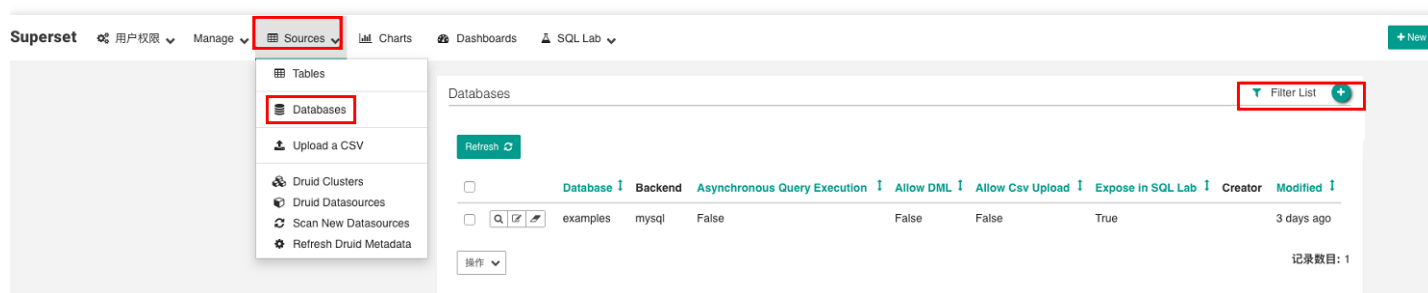 Superset 用户权限 Manage Sources Charts Dashboards SQL Lab + New
Tables
Databases
Upload a CSV
Druid Clusters
Druid Datasources
Scan New Datasources
Refresh Druid Metadata
Databases Filter List
Refresh
Database Backend Asynchronous Query Execution Allow DML Allow Csv Upload Expose in SQL Lab Creator Modified
examples mysql False False False True 3 days ago
操作 记录数目: 1